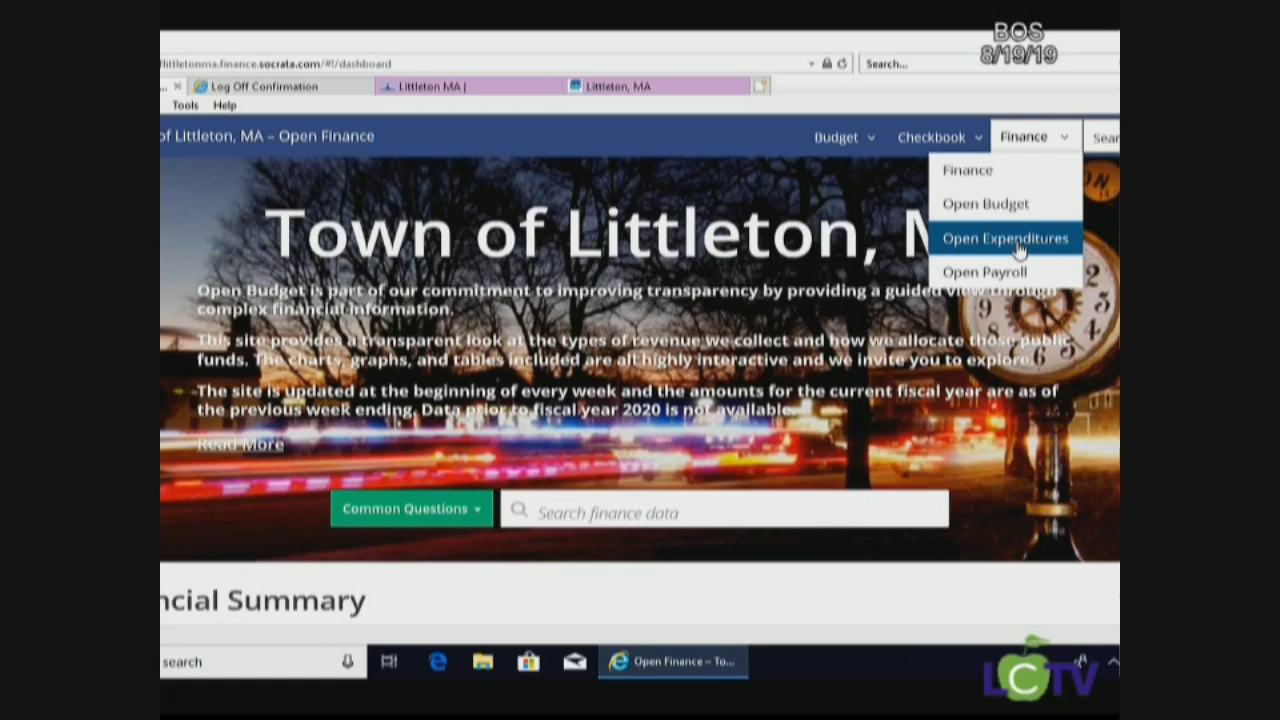 BOS
8/19/19
littletonma.finance.socrata.com/#!/dashboard
Search...
Log Off Confirmation
Littleton MA |
Littleton, MA
Tools Help
of Littleton, MA – Open Finance
Budget
Checkbook
Finance
Sear
Finance
Open Budget
Open Expenditures
Open Payroll
Town of Littleton, M
Open Budget is part of our commitment to improving transparency by providing a guided view through
complex financial information.
This site provides a transparent look at the types of revenue we collect and how we allocate those public
funds. The charts, graphs, and tables included are all highly interactive and we invite you to explore.
The site is updated at the beginning of every week and the amounts for the current fiscal year are as of
the previous week ending. Data prior to fiscal year 2020 is not available.
Read More
2
3
4
6
8
9
Common Questions
Search finance data
ncial Summary
search
Open Finance – To...
LCTV